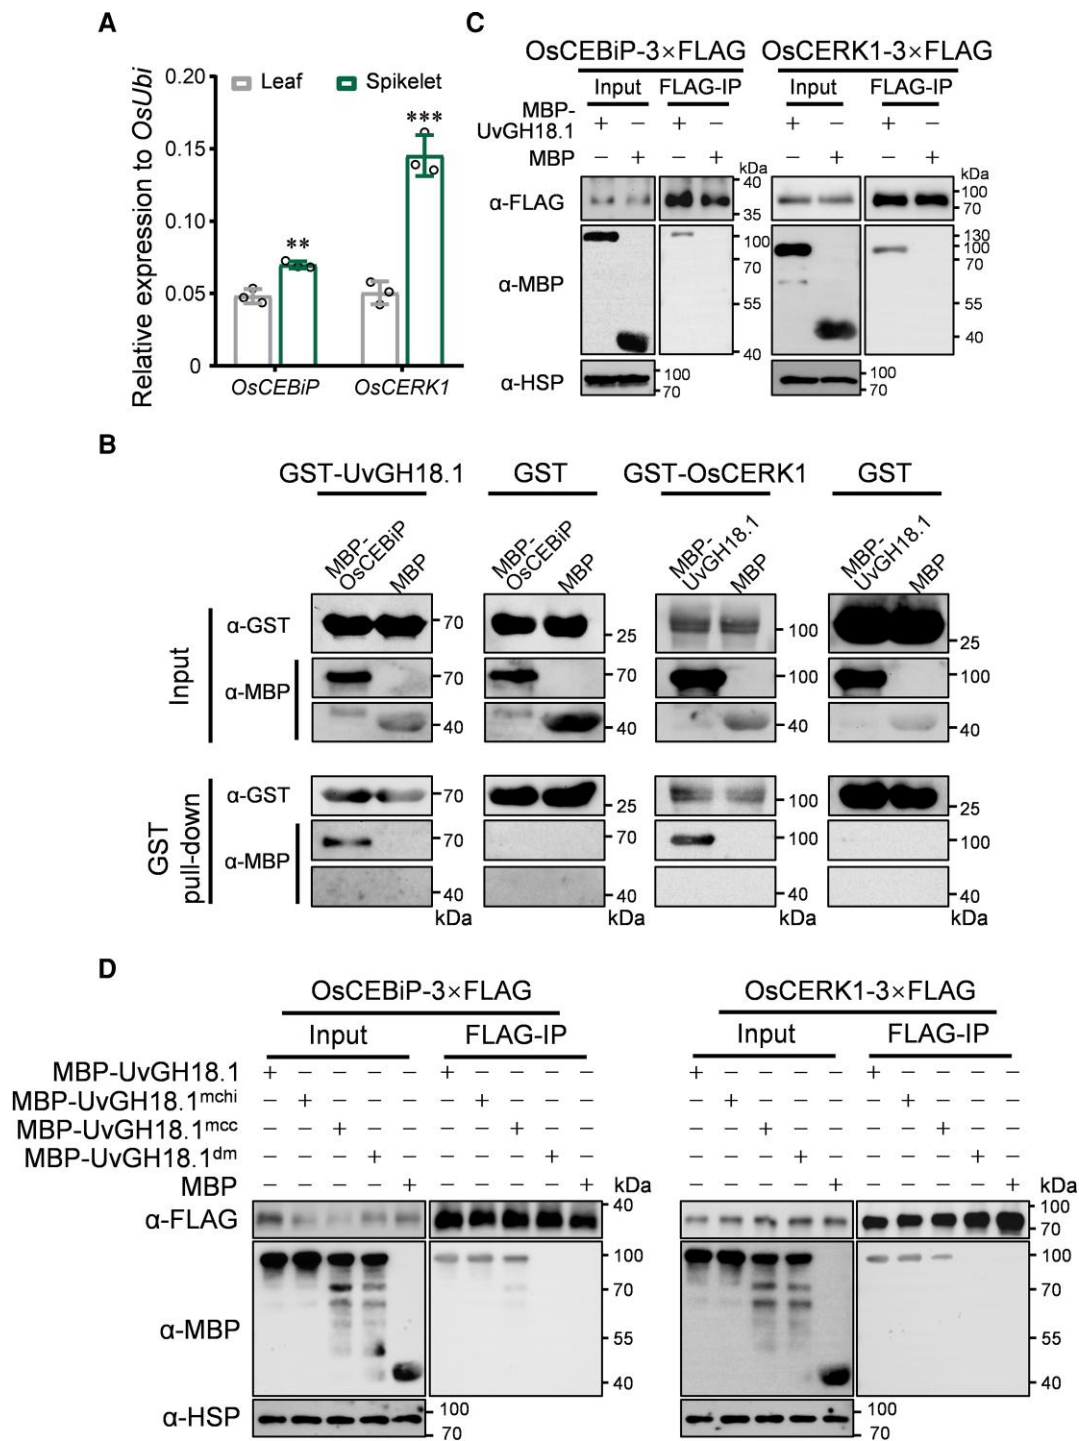 A
Relative expression to OsUbi
0.20
0.15
0.10
0.05
0
Leaf
Spikelet
**
***
OsCEBiP
OsCERK1
C
OsCEBiP-3×FLAG
OsCERK1-3×FLAG
Input
FLAG-IP
Input
FLAG-IP
MBP-
UvGH18.1
+ − + − + − + −
MBP
− + − + − + − +
kDa
kDa
α-FLAG
40
35
100
70
α-MBP
100
70
55
40
130
100
70
55
40
α-HSP
100
70
100
70
B
GST-UvGH18.1
GST
GST-OsCERK1
GST
MBP-
OsCEBiP
MBP
MBP-
OsCEBiP
MBP
MBP-
UvGH18.1
MBP
MBP-
UvGH18.1
MBP
Input
α-GST
70
25
100
25
α-MBP
70
70
100
100
40
40
40
40
GST
pull-down
α-GST
70
25
100
25
α-MBP
70
70
100
100
40
40
40
40
kDa
kDa
kDa
kDa
D
OsCEBiP-3×FLAG
OsCERK1-3×FLAG
Input
FLAG-IP
Input
FLAG-IP
MBP-UvGH18.1
+ − − − − + − − − − + − − − − + − − − −
MBP-UvGH18.1mchi
− + − − − − + − − − − + − − − − + − − −
MBP-UvGH18.1mcc
− − + − − − − + − − − − + − − − − + − −
MBP-UvGH18.1dm
− − − + − − − − + − − − − + − − − − + −
MBP
− − − − + − − − − + − − − − + − − − − +
kDa
kDa
α-FLAG
40
100
70
α-MBP
100
70
55
40
100
70
55
40
α-HSP
100
70
100
70